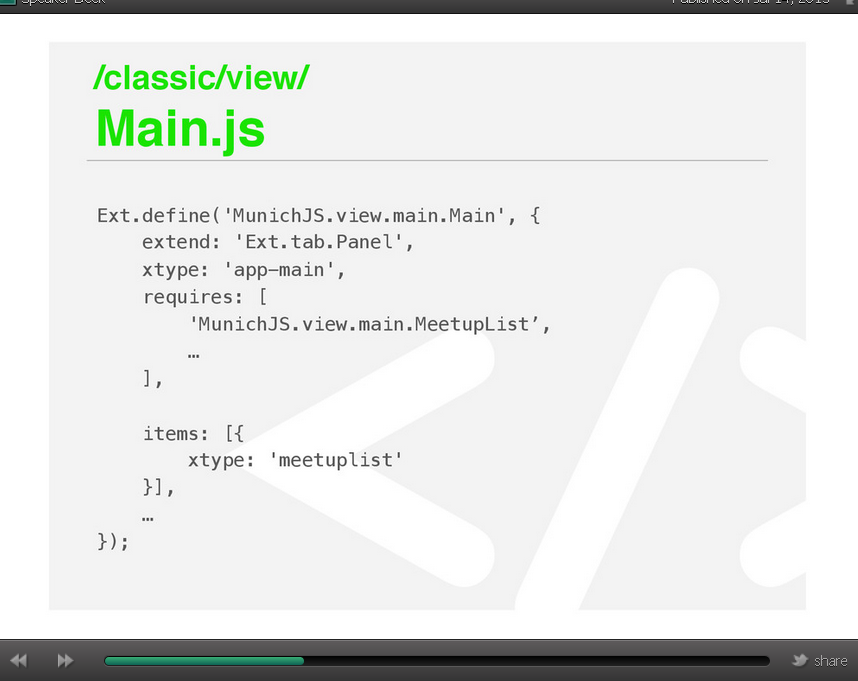 Speaker Deck
Published on Jul 14, 2015
/classic/view/
Main.js
Ext.define('MunichJS.view.main.Main', {
    extend: 'Ext.tab.Panel',
    xtype: 'app-main',
    requires: [
        'MunichJS.view.main.MeetupList’,
        …
    ],

    items: [{
        xtype: 'meetuplist'
    }],
    …
});
share